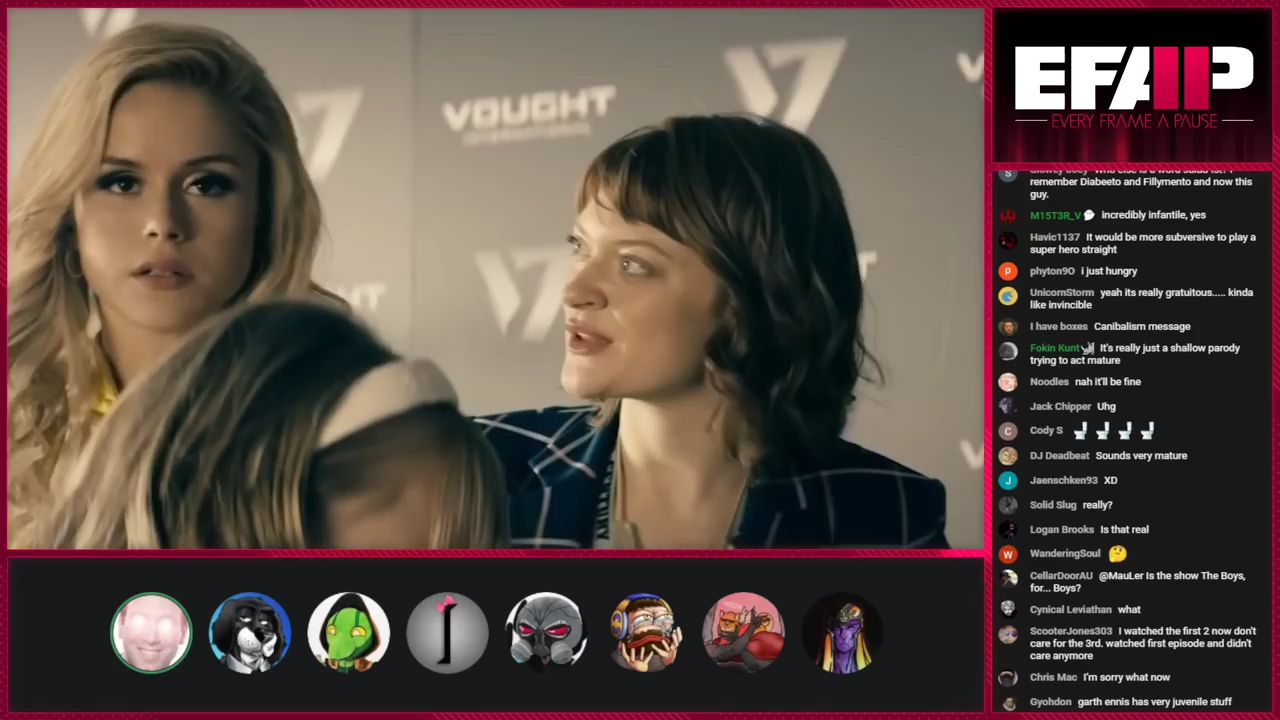 VOUGHT
INTERNATIONAL
EFAP
EVERY FRAME A PAUSE
remember Diabeeto and Fillymento and now this
guy.
M15T3R_V incredibly infantile, yes
Havic1137 It would be more subversive to play a
super hero straight
phyton90 i just hungry
UnicornStorm yeah its really gratuitous..... kinda
like invincible
I have boxes Canibalism message
Fokin Kunt It's really just a shallow parody
trying to act mature
Noodles nah it'll be fine
Jack Chipper Uhg
Cody S
DJ Deadbeat Sounds very mature
Jaenschken93 XD
Solid Slug really?
Logan Brooks Is that real
WanderingSoul
CellarDoorAU @MauLer Is the show The Boys,
for... Boys?
Cynical Leviathan what
ScooterJones303 I watched the first 2 now don't
care for the 3rd. watched first episode and didn't
care anymore
Chris Mac I'm sorry what now
Gyohdon garth ennis has very juvenile stuff